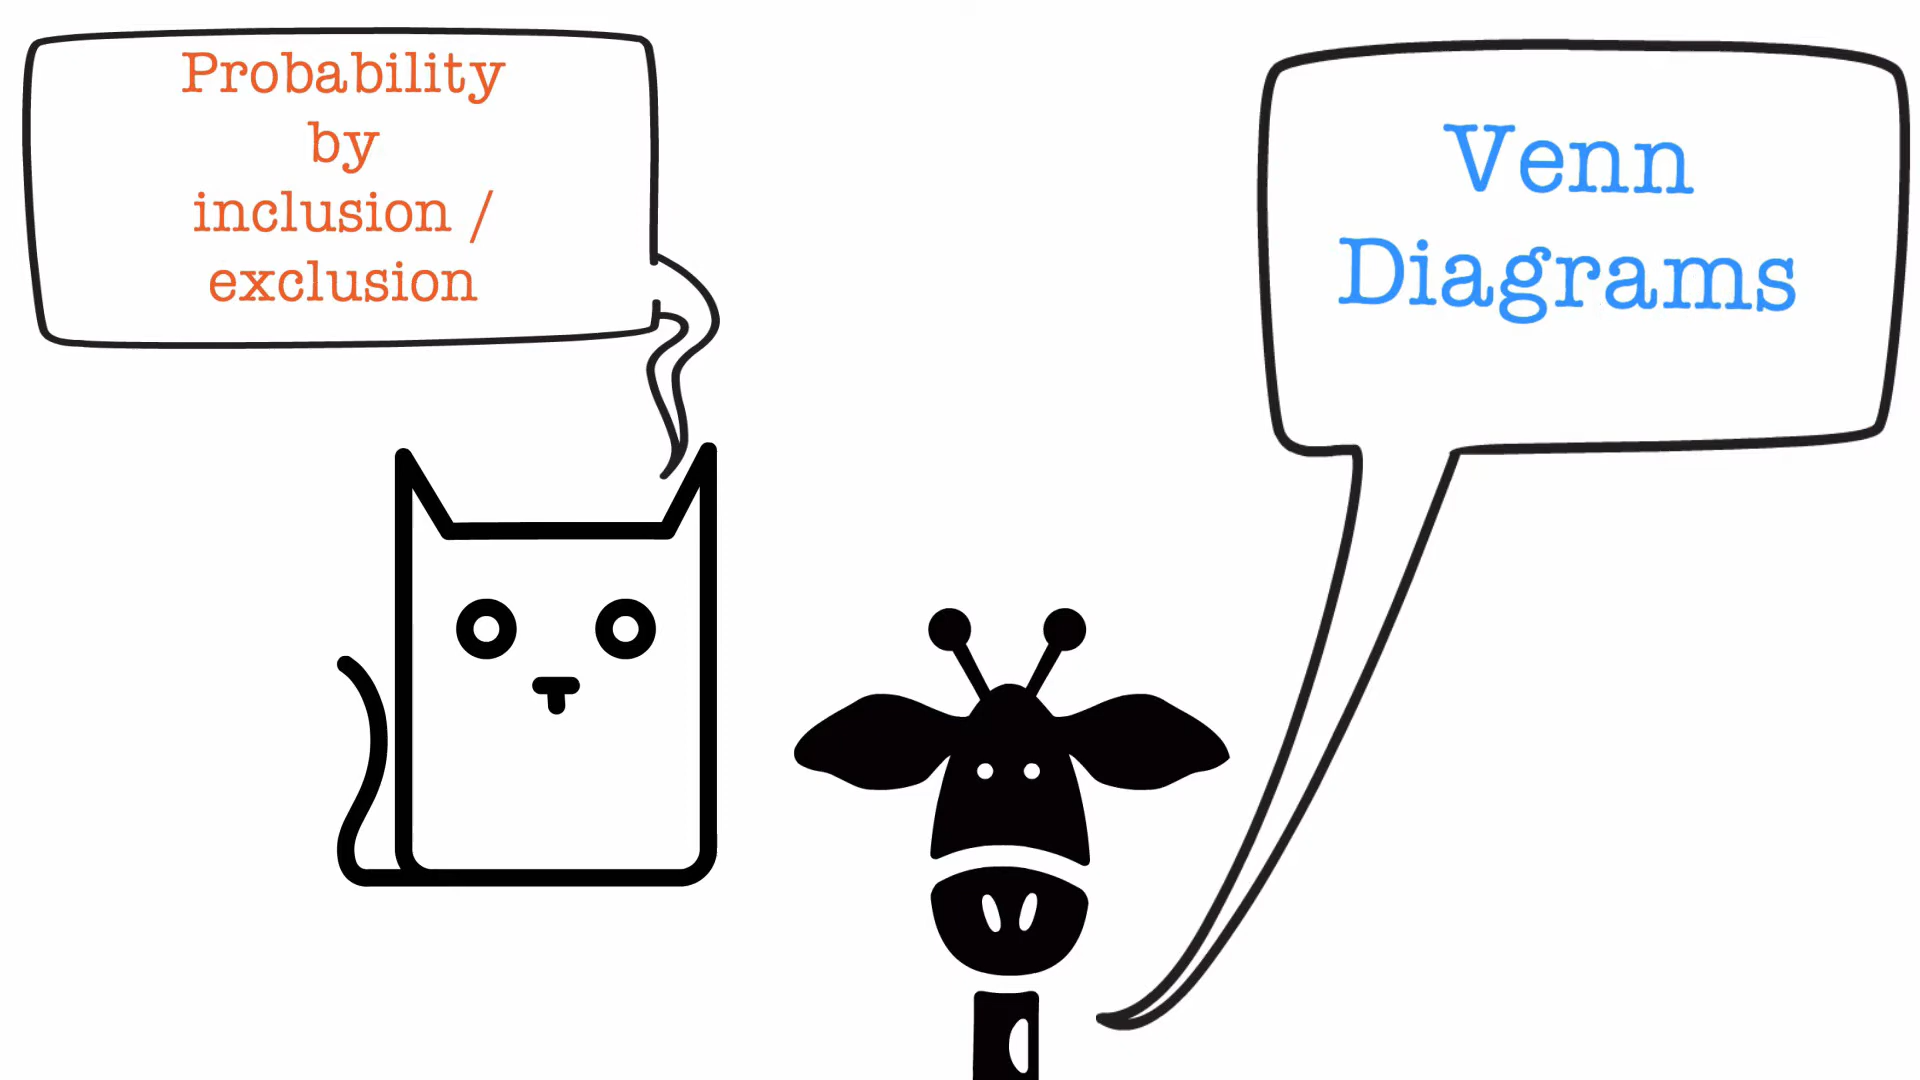 Probability
by
inclusion /
exclusion
Venn
Diagrams